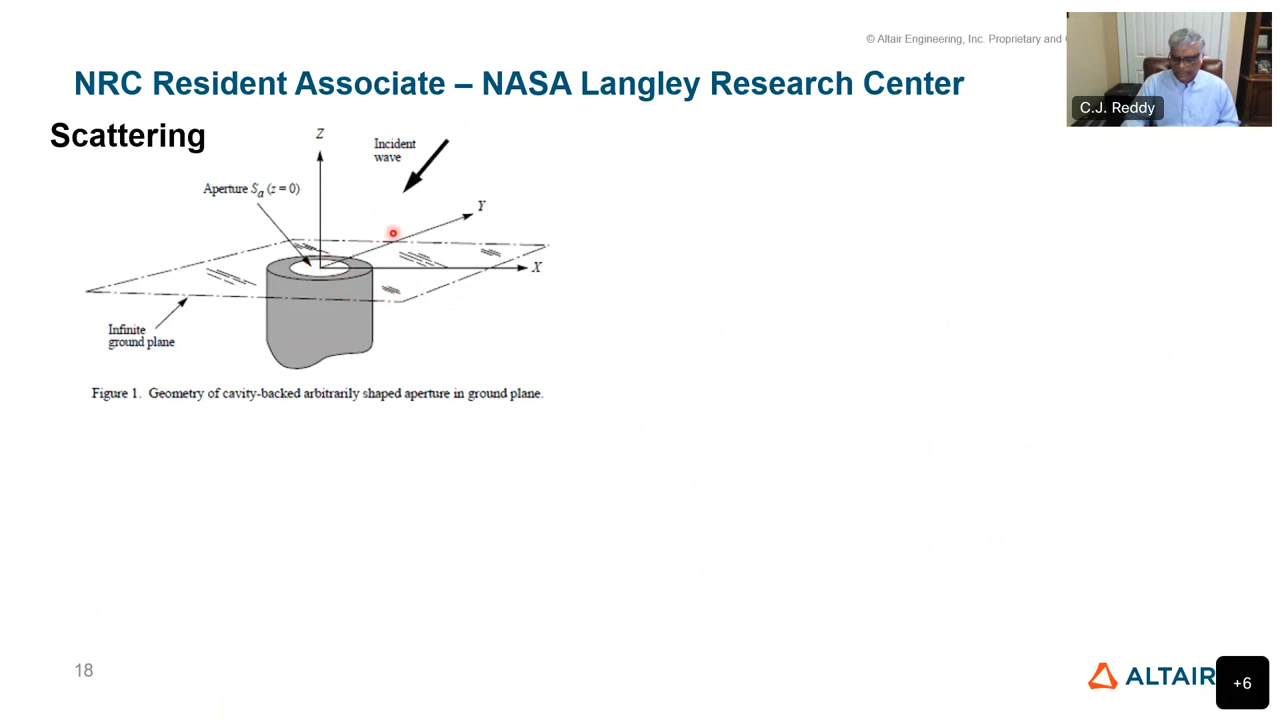 © Altair Engineering, Inc. Proprietary and
C.J. Reddy
NRC Resident Associate – NASA Langley Research Center
Scattering
Z
Incident
wave
Aperture Sa (z = 0)
Y
X
Infinite
ground plane
Figure 1. Geometry of cavity-backed arbitrarily shaped aperture in ground plane.
18
ALTAIR
+6